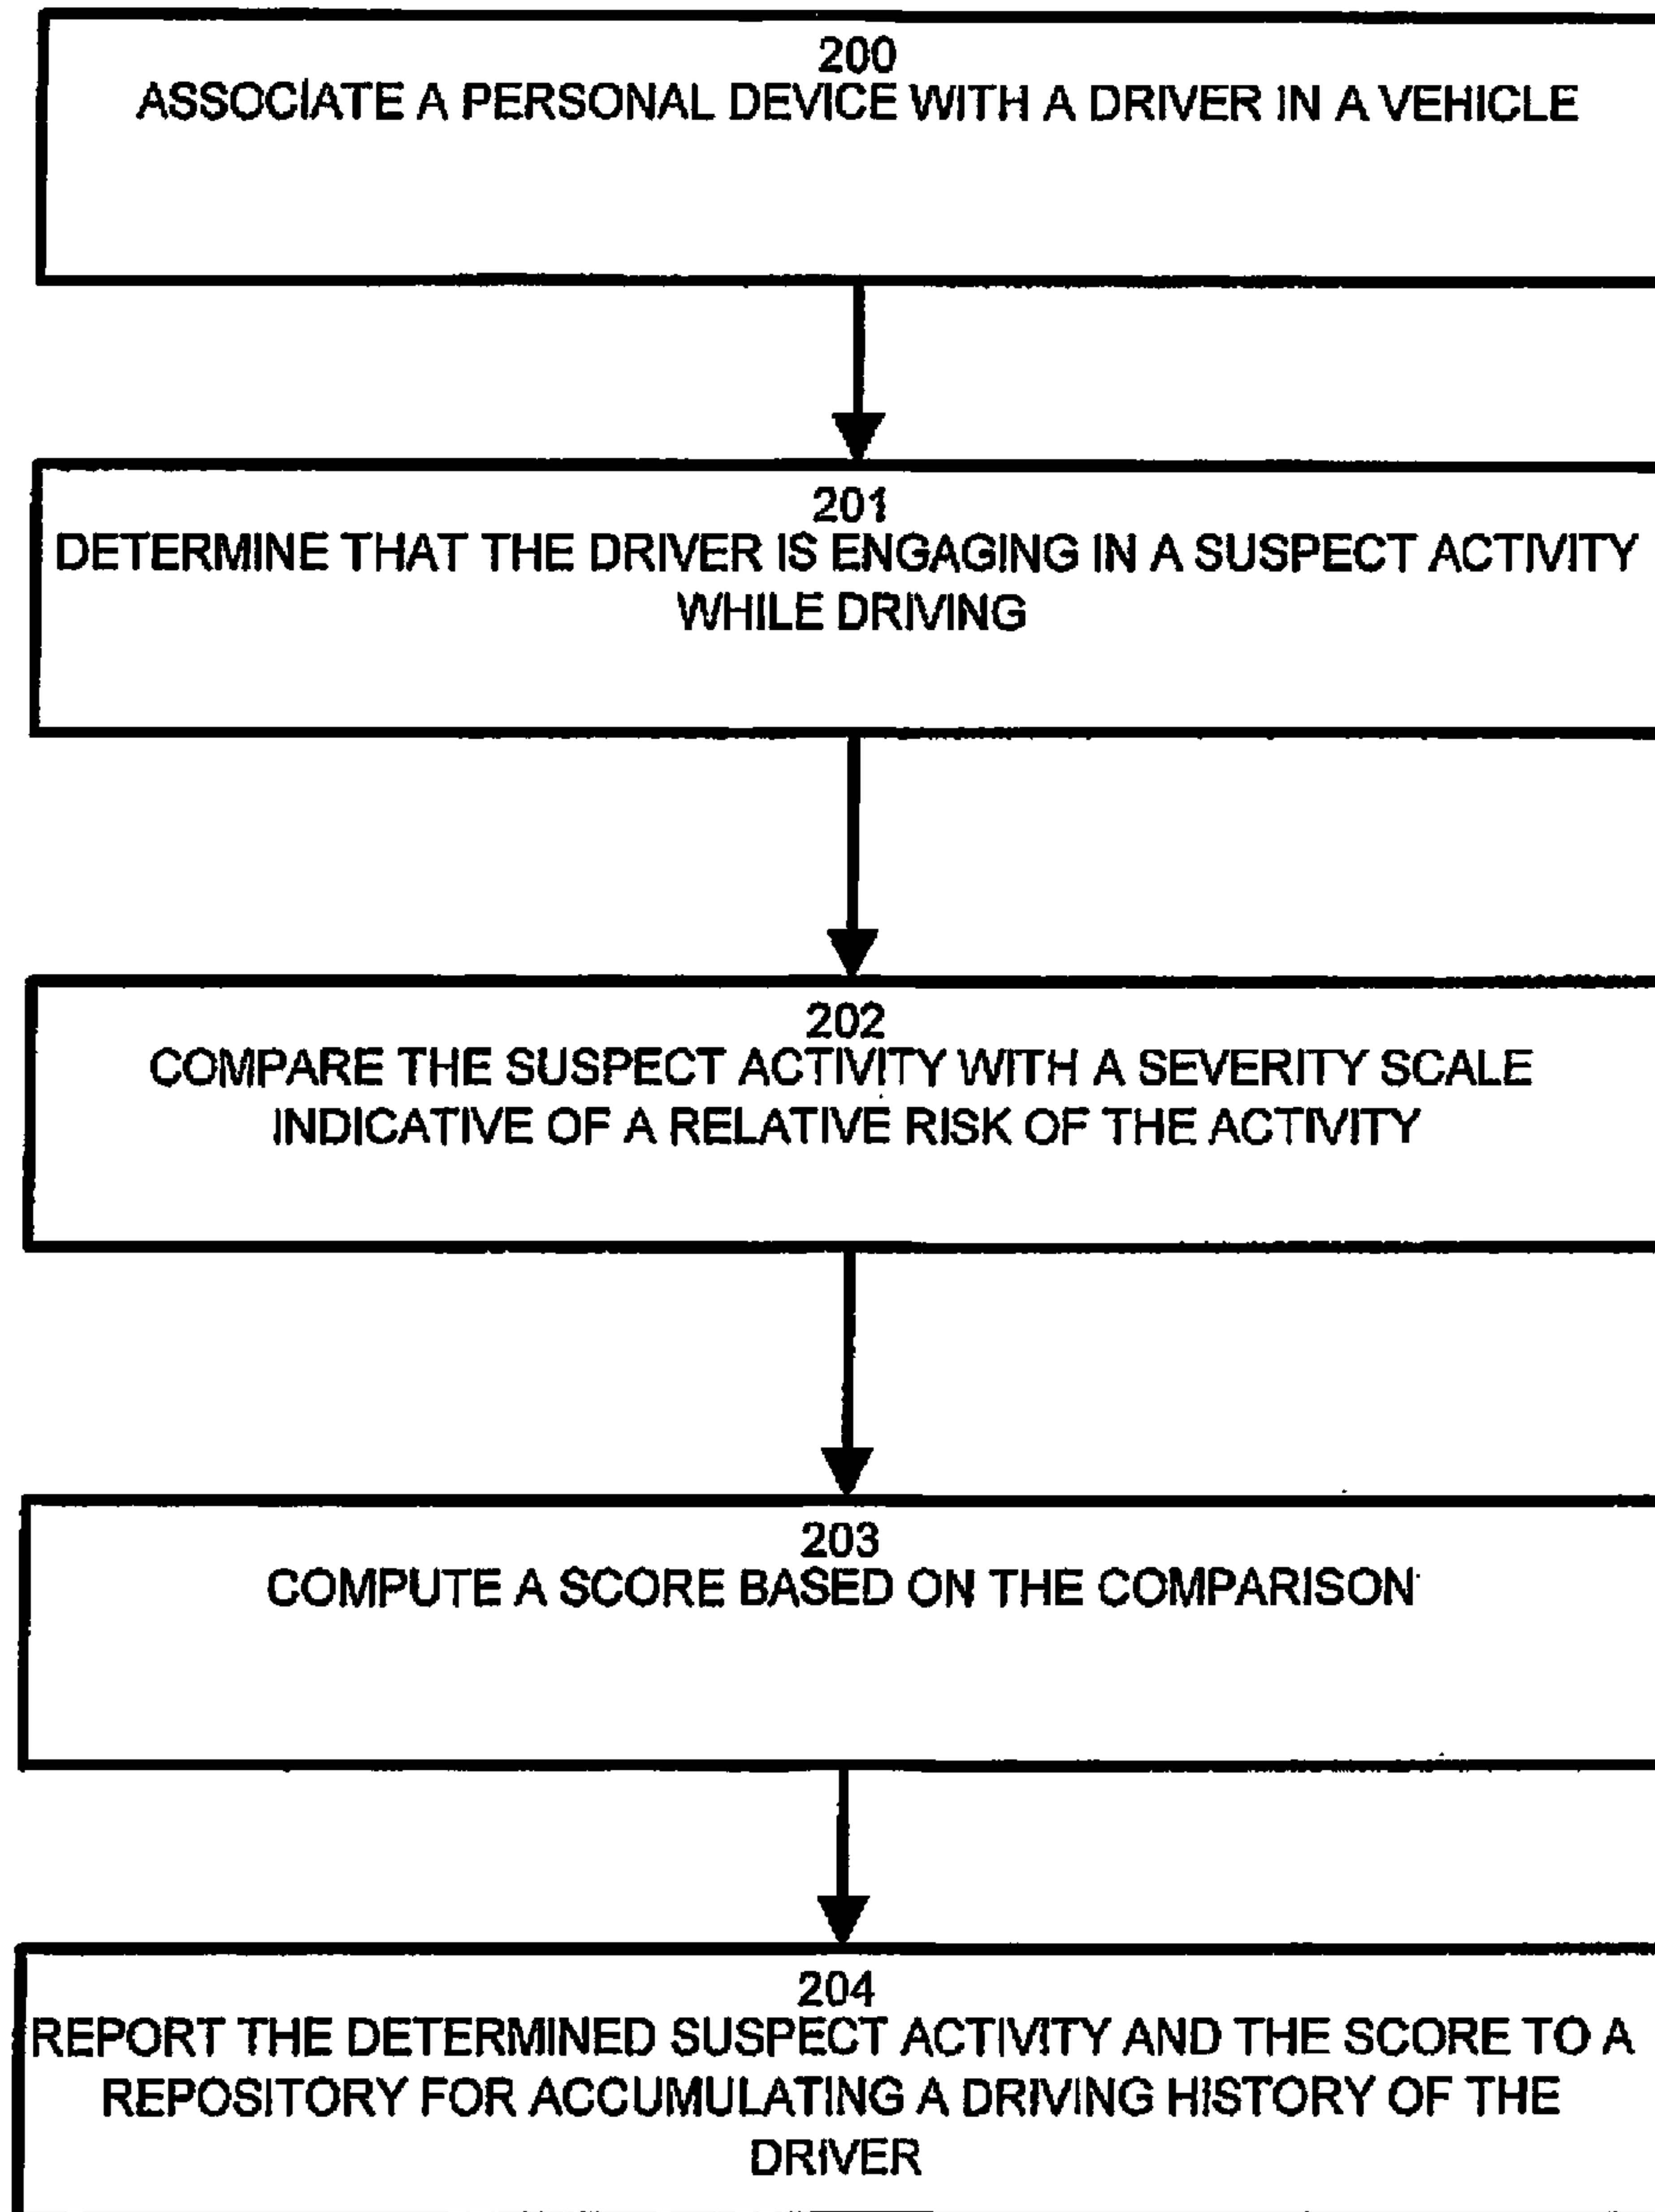 200
ASSOCIATE A PERSONAL DEVICE WITH A DRIVER IN A VEHICLE
201
DETERMINE THAT THE DRIVER IS ENGAGING IN A SUSPECT ACTIVITY
WHILE DRIVING
202
COMPARE THE SUSPECT ACTIVITY WITH A SEVERITY SCALE
INDICATIVE OF A RELATIVE RISK OF THE ACTIVITY
203
COMPUTE A SCORE BASED ON THE COMPARISON
204
REPORT THE DETERMINED SUSPECT ACTIVITY AND THE SCORE TO A
REPOSITORY FOR ACCUMULATING A DRIVING HISTORY OF THE
DRIVER